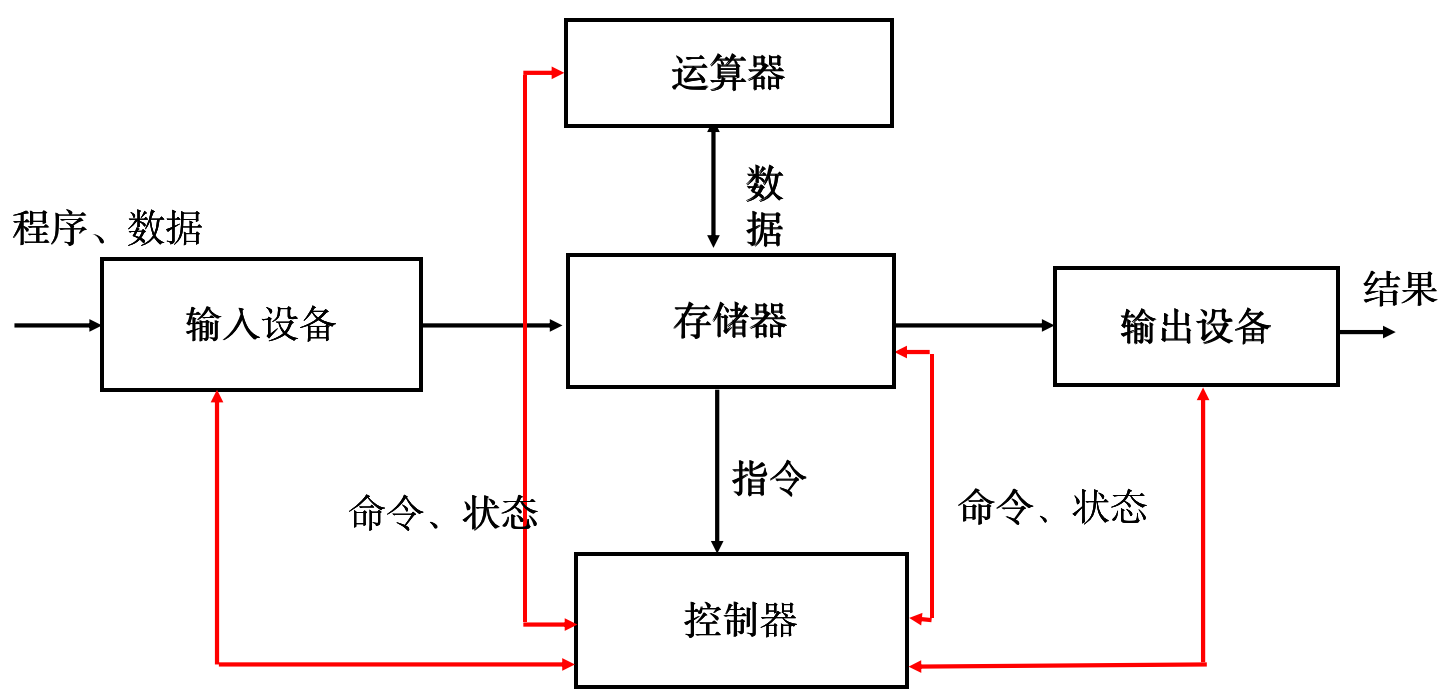 运算器
数
据
程序、数据
输入设备
存储器
输出设备
结果
指令
命令、状态
命令、状态
控制器